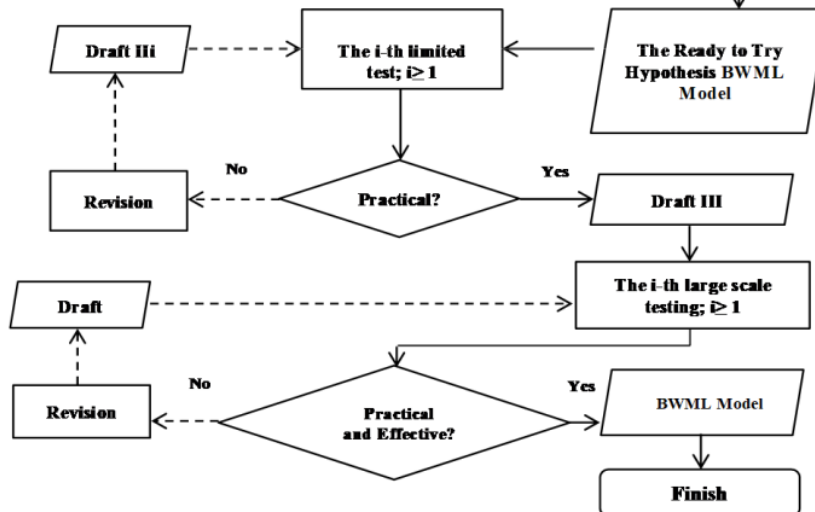 Draft IIi
The i-th limited
test; i≥ 1
The Ready to Try
Hypothesis BWML
Model
No
Yes
Revision
Practical?
Draft III
The i-th large scale
testing; i≥ 1
Draft
No
Yes
Revision
Practical
and Effective?
BWML Model
Finish